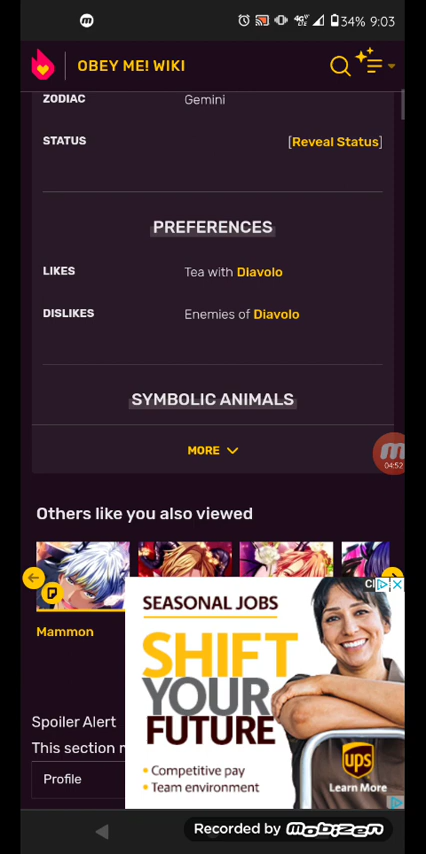 34% 9:03
OBEY ME! WIKI
ZODIAC Gemini
STATUS [Reveal Status]
PREFERENCES
LIKES Tea with Diavolo
DISLIKES Enemies of Diavolo
SYMBOLIC ANIMALS
MORE
04:52
Others like you also viewed
Mammon
SEASONAL JOBS
SHIFT
YOUR
FUTURE
• Competitive pay
• Team environment
ups
Learn More
Spoiler Alert
This section
Profile
Recorded by mobizen